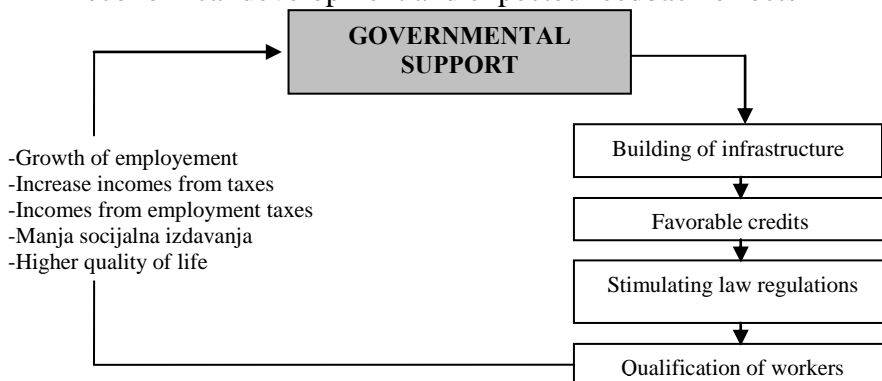 GOVERNMENTAL
SUPPORT
-Growth of employement
-Increase incomes from taxes
-Incomes from employment taxes
-Manja socijalna izdavanja
-Higher quality of life
Building of infrastructure
Favorable credits
Stimulating law regulations
Qualification of workers